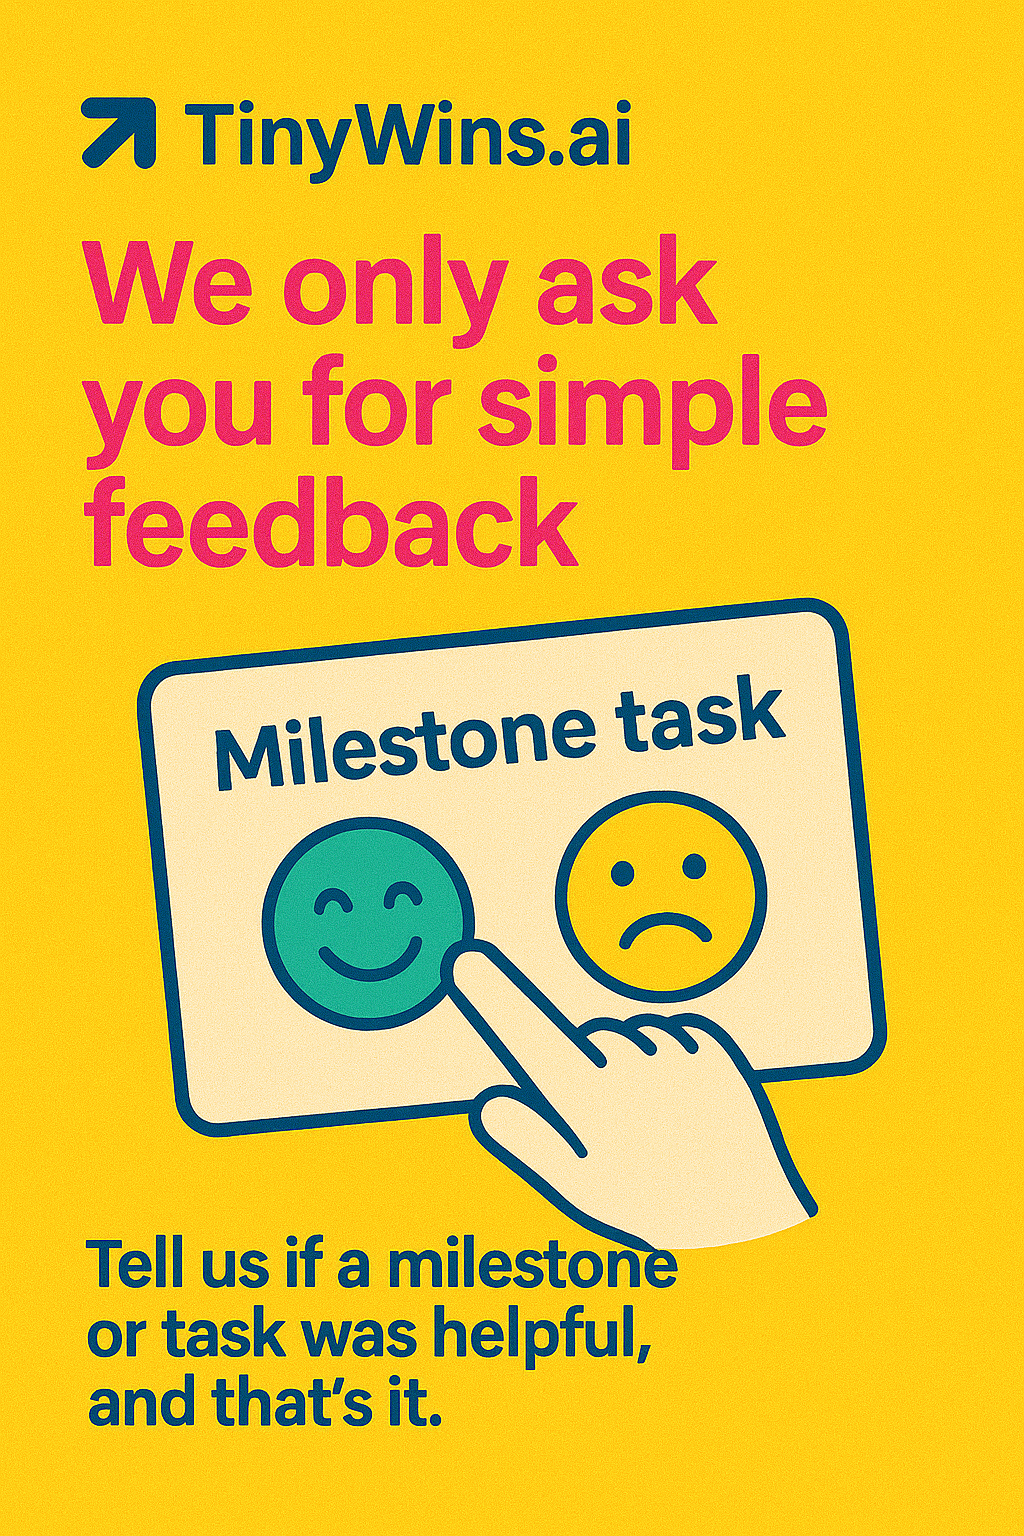 TinyWins.ai
We only ask
you for simple
feedback
Milestone task
Tell us if a milestone
or task was helpful,
and that’s it.